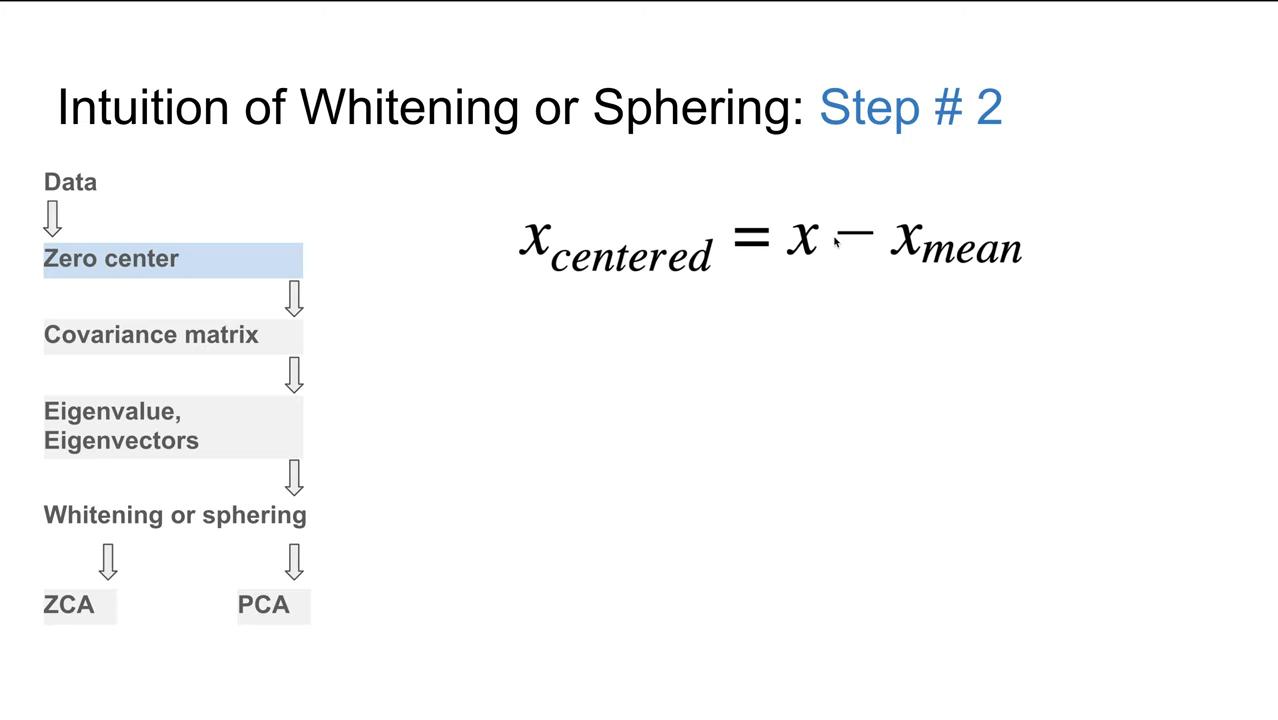 Intuition of Whitening or Sphering: Step # 2
Data
Zero center
Covariance matrix
Eigenvalue,
Eigenvectors
Whitening or sphering
ZCA
PCA
x_centered = x − x_mean